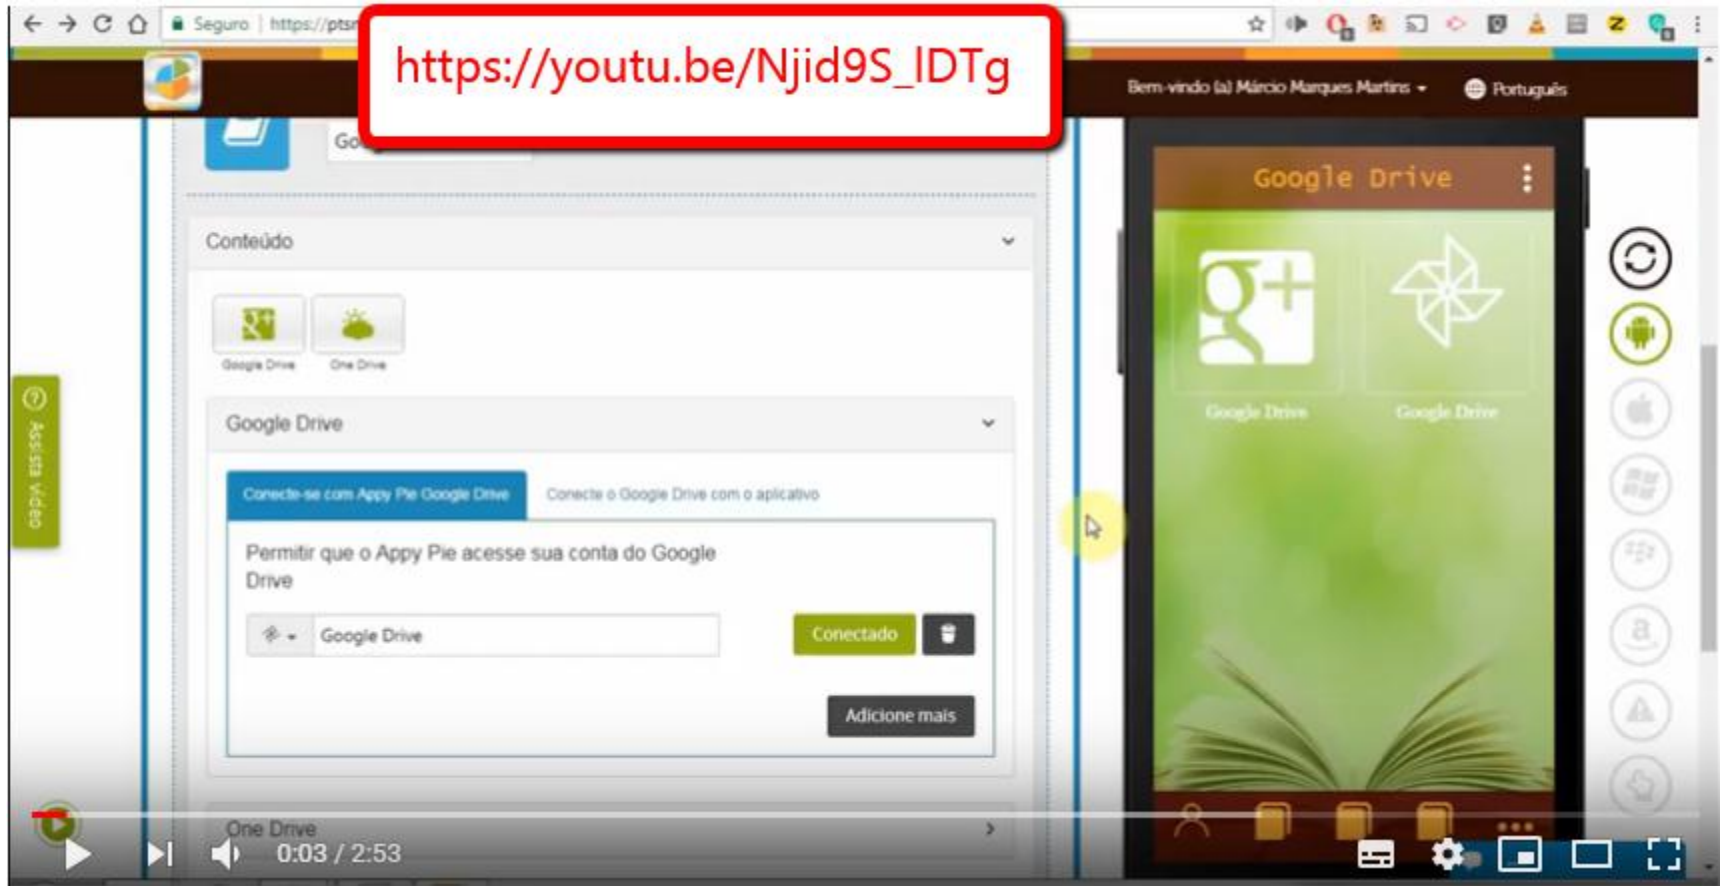 Seguro | https://ptsn
https://youtu.be/Njid9S_lDTg
Bem-vindo (a) Márcio Marques Martins
Português
Goo
Google Drive
Conteúdo
Google Drive
One Drive
Google Drive
Google Drive
Google Drive
Assista vídeo
Conecte-se com Appy Pie Google Drive
Conecte o Google Drive com o aplicativo
Permitir que o Appy Pie acesse sua conta do Google
Drive
Google Drive
Conectado
Adicione mais
One Drive
0:03 / 2:53